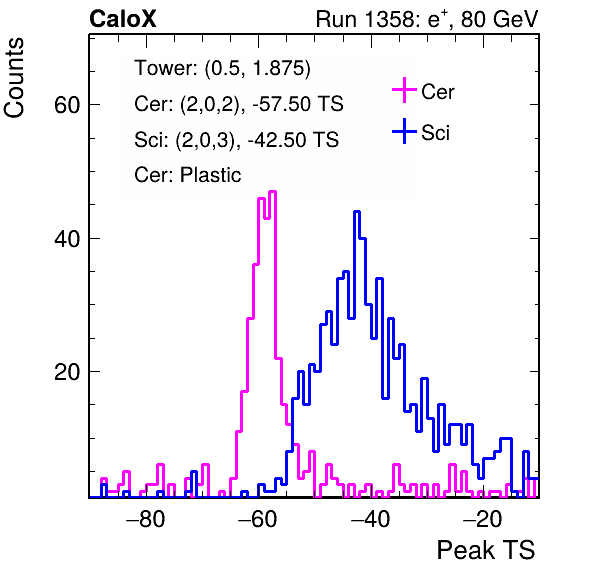 CaloX Run 1358: e⁺, 80 GeV
Counts
Tower: (0.5, 1.875)
Cer: (2,0,2), -57.50 TS
Sci: (2,0,3), -42.50 TS
Cer: Plastic
Cer
Sci
60
40
20
−80 −60 −40 −20
Peak TS